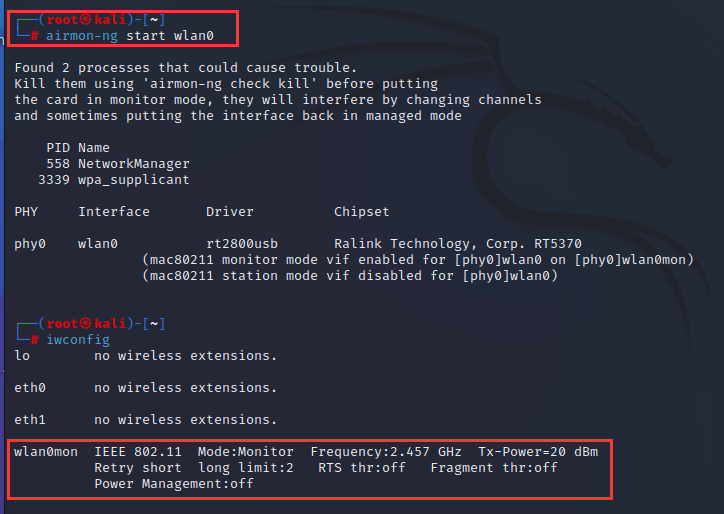 ┌──(root㉿kali)-[~]
└─# airmon-ng start wlan0
Found 2 processes that could cause trouble.
Kill them using 'airmon-ng check kill' before putting
the card in monitor mode, they will interfere by changing channels
and sometimes putting the interface back in managed mode
PID Name
558 NetworkManager
3339 wpa_supplicant
PHY Interface Driver Chipset
phy0 wlan0 rt2800usb Ralink Technology, Corp. RT5370
(mac80211 monitor mode vif enabled for [phy0]wlan0 on [phy0]wlan0mon)
(mac80211 station mode vif disabled for [phy0]wlan0)
┌──(root㉿kali)-[~]
└─# iwconfig
lo no wireless extensions.
eth0 no wireless extensions.
eth1 no wireless extensions.
wlan0mon IEEE 802.11 Mode:Monitor Frequency:2.457 GHz Tx-Power=20 dBm
Retry short long limit:2 RTS thr:off Fragment thr:off
Power Management:off